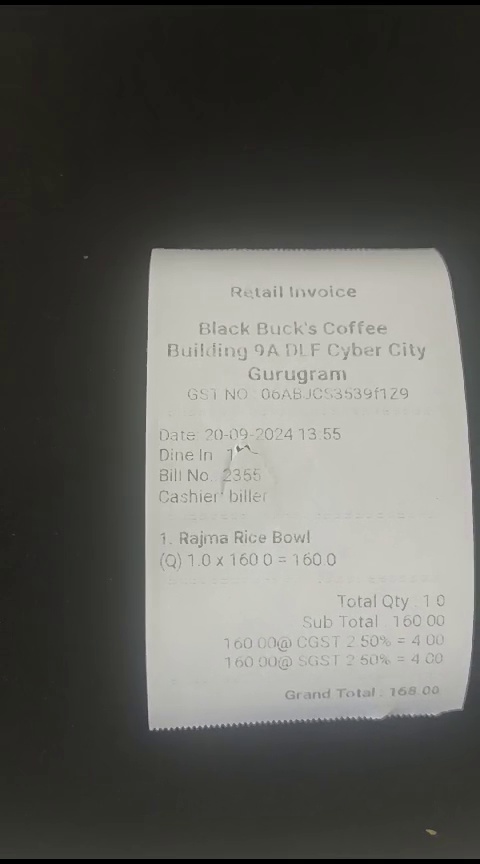 Retail Invoice
Black Buck's Coffee
Building 9A DLF Cyber City
Gurugram
GST NO 06ABJCS3539f1Z9
Date: 20-09-2024 13:55
Dine In
Bill No. 2355
Cashier biller
1. Rajma Rice Bowl
(Q) 1.0 x 160.0 = 160.0
Total Qty : 1.0
Sub Total : 160.00
160.00@ CGST 2.50% = 4.00
160.00@ SGST 2.50% = 4.00
Grand Total : 168.00